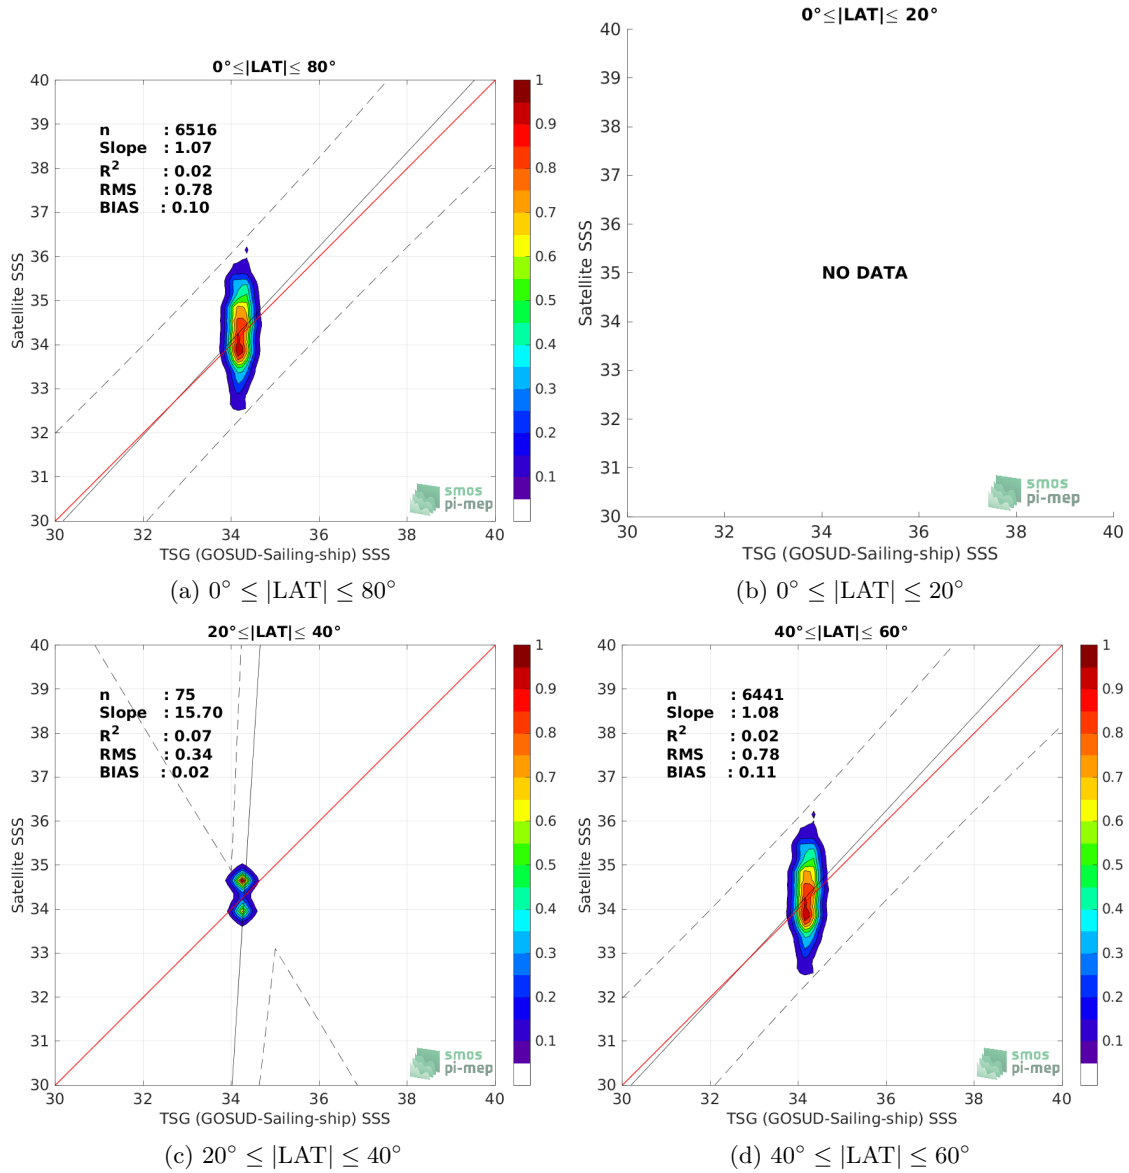 0°≤|LAT|≤ 80°
40
39
38
37
36
35
34
33
32
31
30
Satellite SSS
n : 6516
Slope : 1.07
R² : 0.02
RMS : 0.78
BIAS : 0.10
smos
pi-mep
30 32 34 36 38 40
TSG (GOSUD-Sailing-ship) SSS
1
0.9
0.8
0.7
0.6
0.5
0.4
0.3
0.2
0.1
(a) 0° ≤ |LAT| ≤ 80°
0°≤|LAT|≤ 20°
40
39
38
37
36
35
34
33
32
31
30
Satellite SSS
NO DATA
smos
pi-mep
30 32 34 36 38 40
TSG (GOSUD-Sailing-ship) SSS
(b) 0° ≤ |LAT| ≤ 20°
20°≤|LAT|≤ 40°
40
39
38
37
36
35
34
33
32
31
30
Satellite SSS
n : 75
Slope : 15.70
R² : 0.07
RMS : 0.34
BIAS : 0.02
smos
pi-mep
30 32 34 36 38 40
TSG (GOSUD-Sailing-ship) SSS
1
0.9
0.8
0.7
0.6
0.5
0.4
0.3
0.2
0.1
(c) 20° ≤ |LAT| ≤ 40°
40°≤|LAT|≤ 60°
40
39
38
37
36
35
34
33
32
31
30
Satellite SSS
n : 6441
Slope : 1.08
R² : 0.02
RMS : 0.78
BIAS : 0.11
smos
pi-mep
30 32 34 36 38 40
TSG (GOSUD-Sailing-ship) SSS
1
0.9
0.8
0.7
0.6
0.5
0.4
0.3
0.2
0.1
(d) 40° ≤ |LAT| ≤ 60°